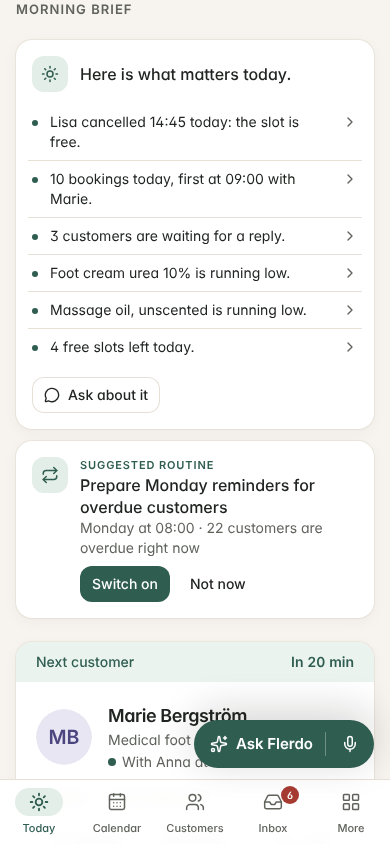 MORNING BRIEF
Here is what matters today.
Lisa cancelled 14:45 today: the slot is
free.
10 bookings today, first at 09:00 with
Marie.
3 customers are waiting for a reply.
Foot cream urea 10% is running low.
Massage oil, unscented is running low.
4 free slots left today.
Ask about it
SUGGESTED ROUTINE
Prepare Monday reminders for
overdue customers
Monday at 08:00 · 22 customers are
overdue right now
Switch on
Not now
Next customer
In 20 min
MB
Marie Bergström
Medical foot
With Anna
Ask Flerdo
6
Today
Calendar
Customers
Inbox
More